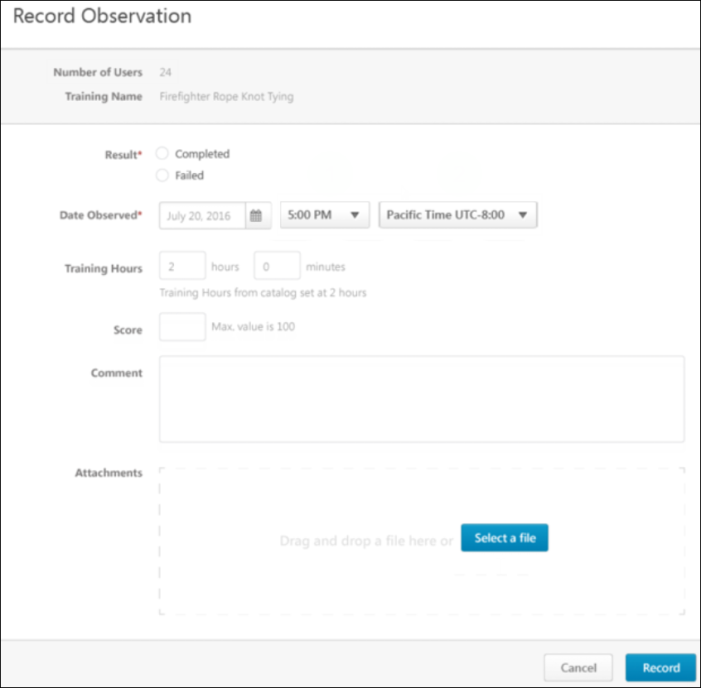 Record Observation
Number of Users 24
Training Name Firefighter Rope Knot Tying
Result* Completed
Failed
Date Observed* July 20, 2016 5:00 PM Pacific Time UTC-8:00
Training Hours 2 hours 0 minutes
Training Hours from catalog set at 2 hours
Score Max. value is 100
Comment
Attachments
Drag and drop a file here or Select a file
Cancel Record